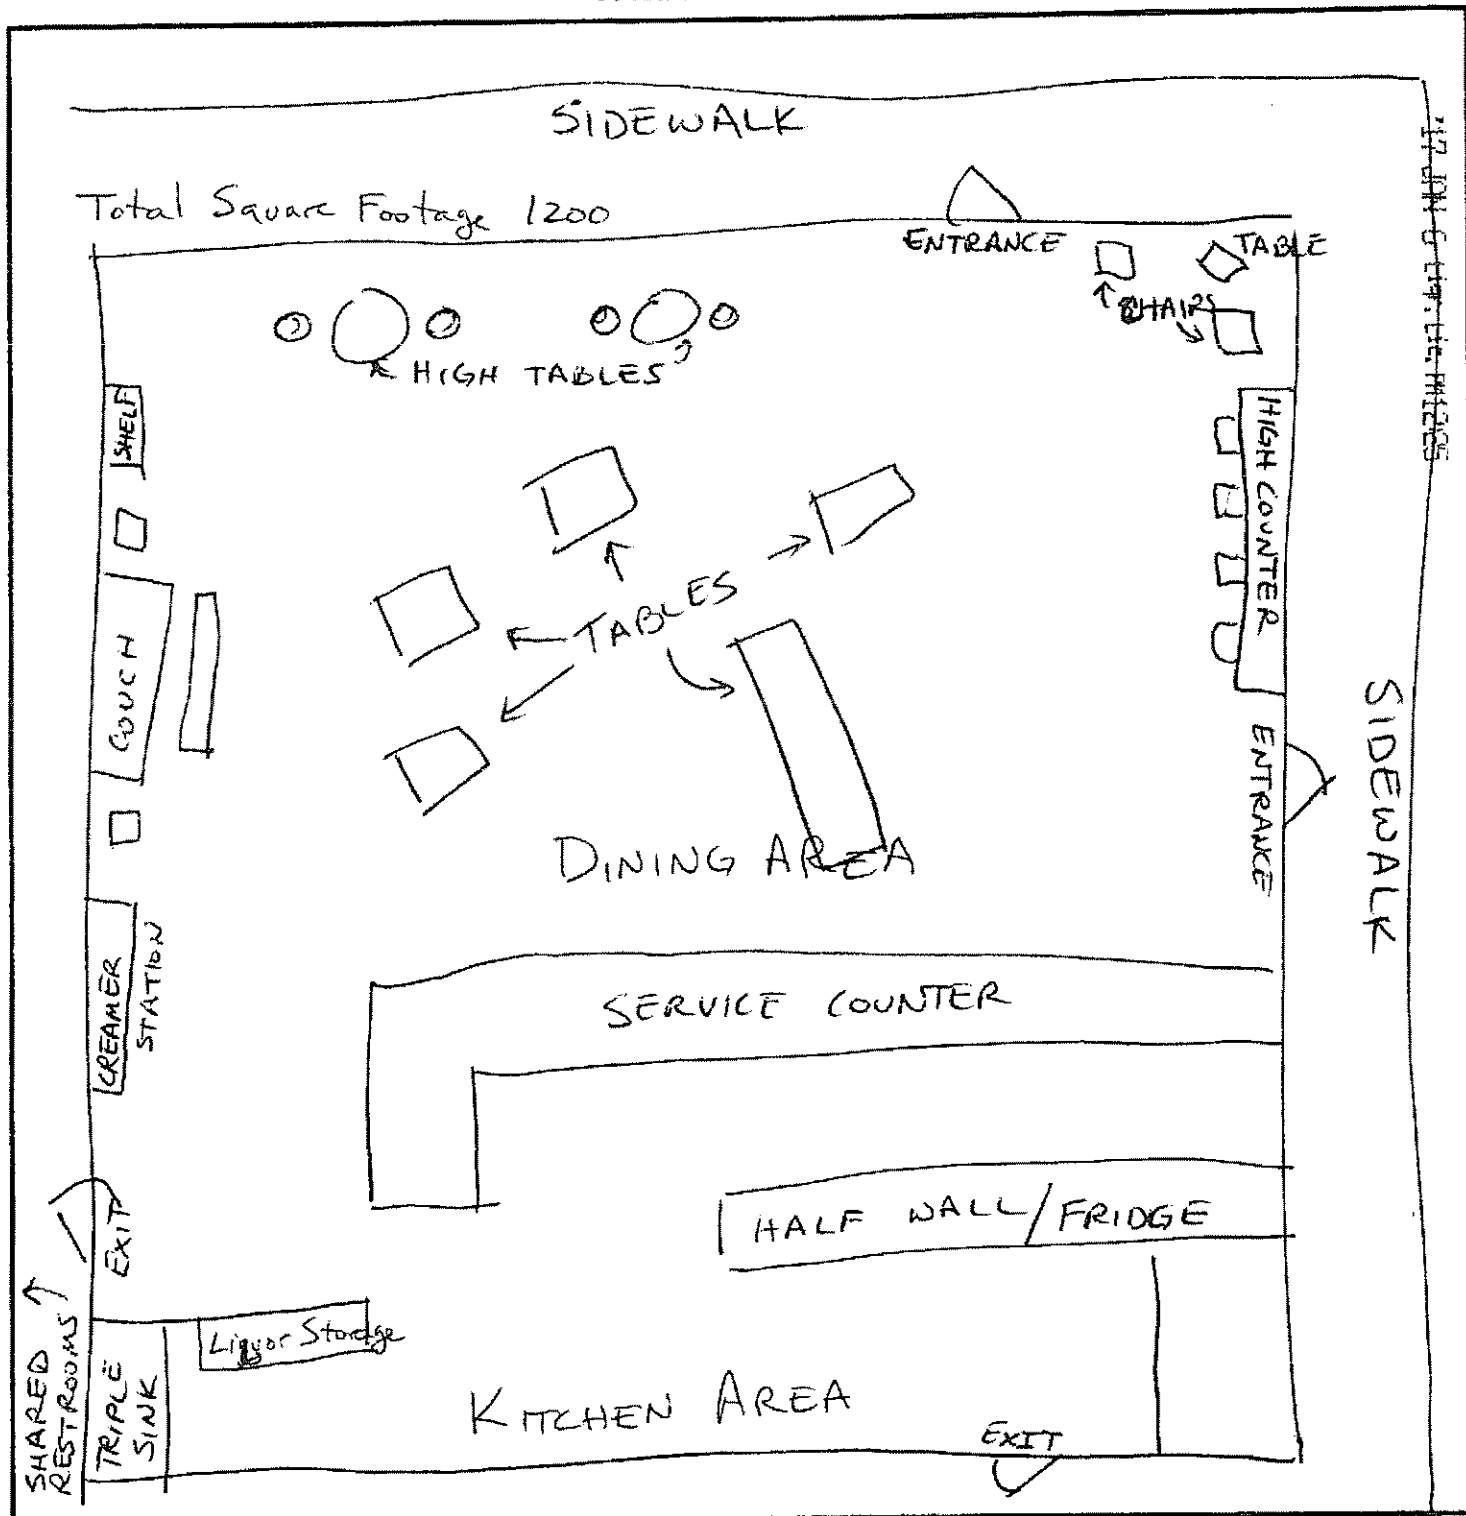 SIDEWALK
Total Square Footage 1200
ENTRANCE
TABLE
CHAIRS
HIGH TABLES
SHELF
HIGH COUNTER
TABLES
COUCH
SIDEWALK
ENTRANCE
DINING AREA
CREAMER
STATION
SERVICE COUNTER
EXIT
HALF WALL/FRIDGE
SHARED
RESTROOMS
Liquor Storage
TRIPLE
SINK
KITCHEN AREA
EXIT